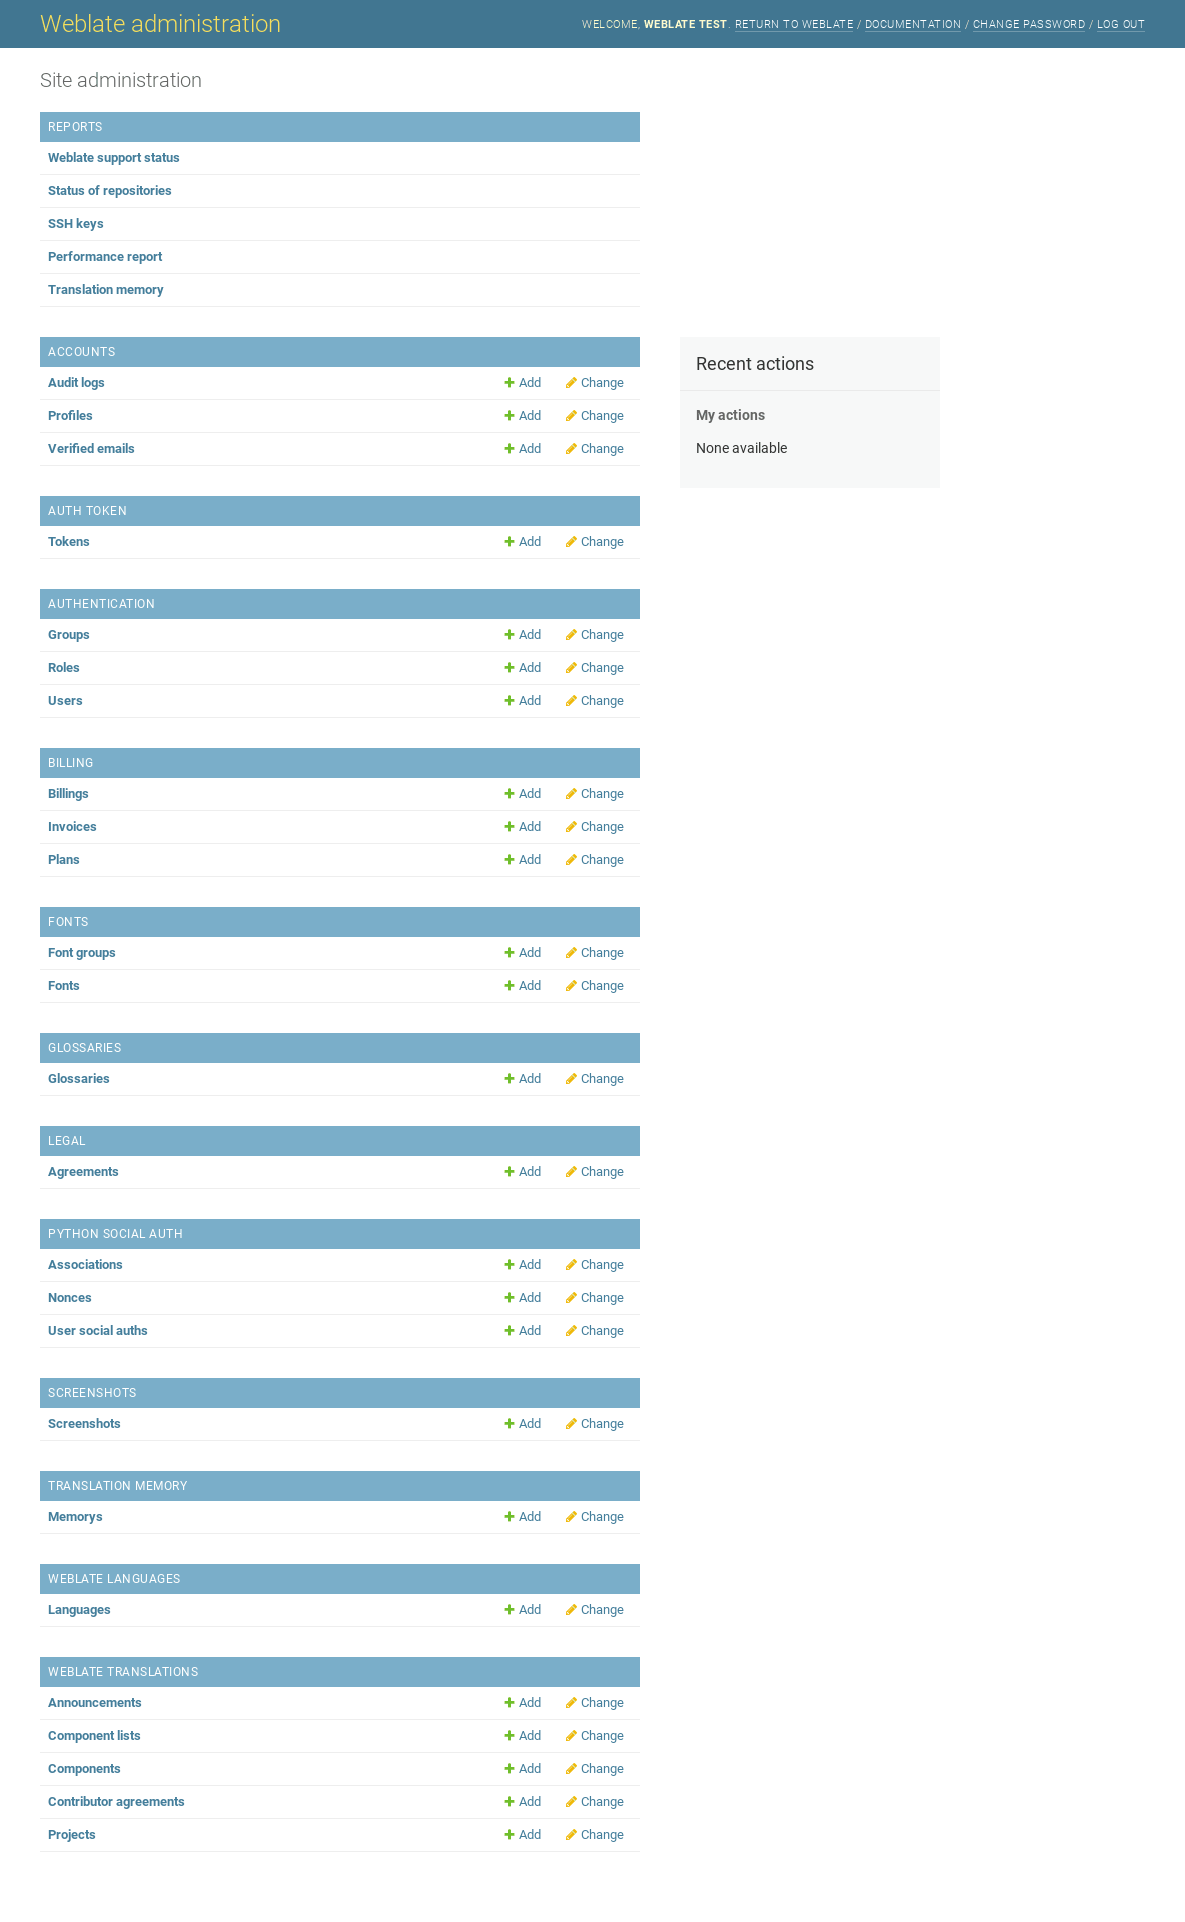 Weblate administration
WELCOME, WEBLATE TEST. RETURN TO WEBLATE / DOCUMENTATION / CHANGE PASSWORD / LOG OUT
Site administration
REPORTS
Weblate support status
Status of repositories
SSH keys
Performance report
Translation memory
ACCOUNTS
Audit logs Add Change
Profiles Add Change
Verified emails Add Change
Recent actions
My actions
None available
AUTH TOKEN
Tokens Add Change
AUTHENTICATION
Groups Add Change
Roles Add Change
Users Add Change
BILLING
Billings Add Change
Invoices Add Change
Plans Add Change
FONTS
Font groups Add Change
Fonts Add Change
GLOSSARIES
Glossaries Add Change
LEGAL
Agreements Add Change
PYTHON SOCIAL AUTH
Associations Add Change
Nonces Add Change
User social auths Add Change
SCREENSHOTS
Screenshots Add Change
TRANSLATION MEMORY
Memorys Add Change
WEBLATE LANGUAGES
Languages Add Change
WEBLATE TRANSLATIONS
Announcements Add Change
Component lists Add Change
Components Add Change
Contributor agreements Add Change
Projects Add Change